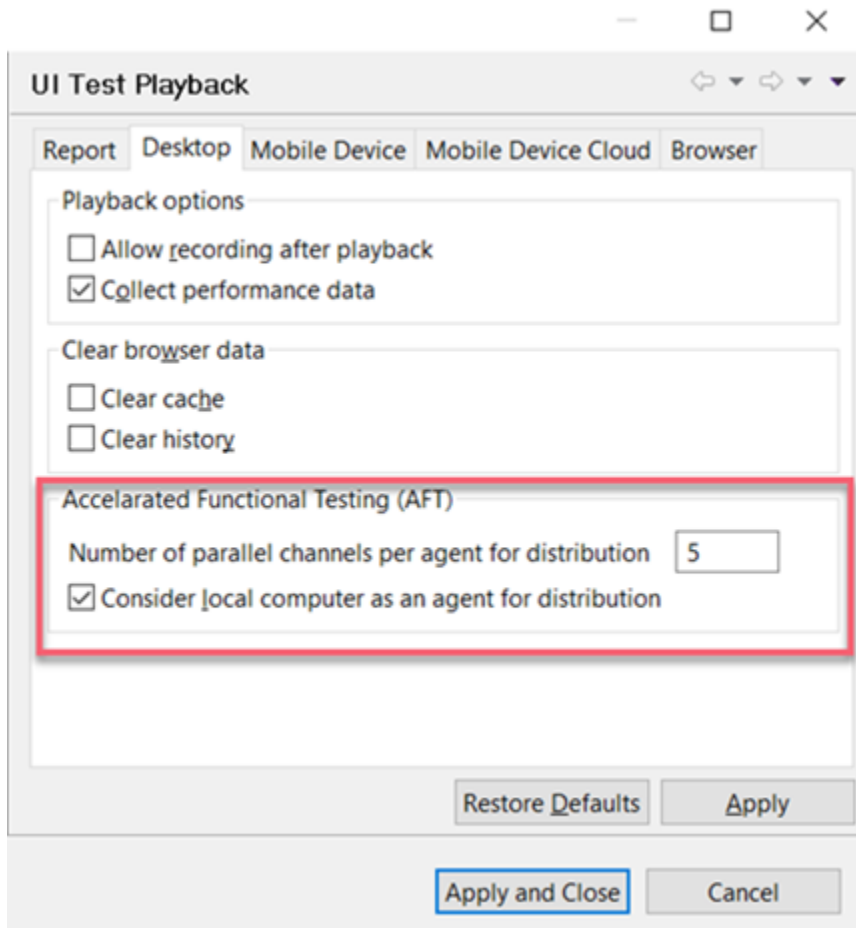 UI Test Playback
Report Desktop Mobile Device Mobile Device Cloud Browser
Playback options
Allow recording after playback
Collect performance data
Clear browser data
Clear cache
Clear history
Accelarated Functional Testing (AFT)
Number of parallel channels per agent for distribution 5
Consider local computer as an agent for distribution
Restore Defaults Apply
Apply and Close Cancel